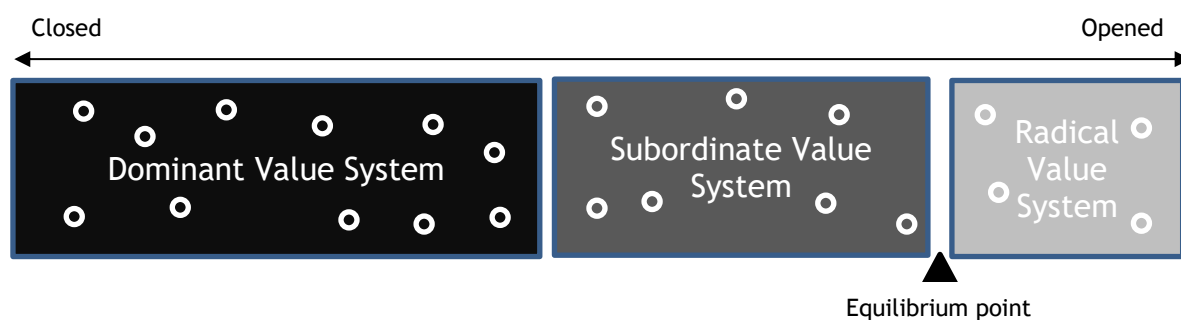 Closed
Opened
Dominant Value System
Subordinate Value
System
Radical
Value
System
Equilibrium point